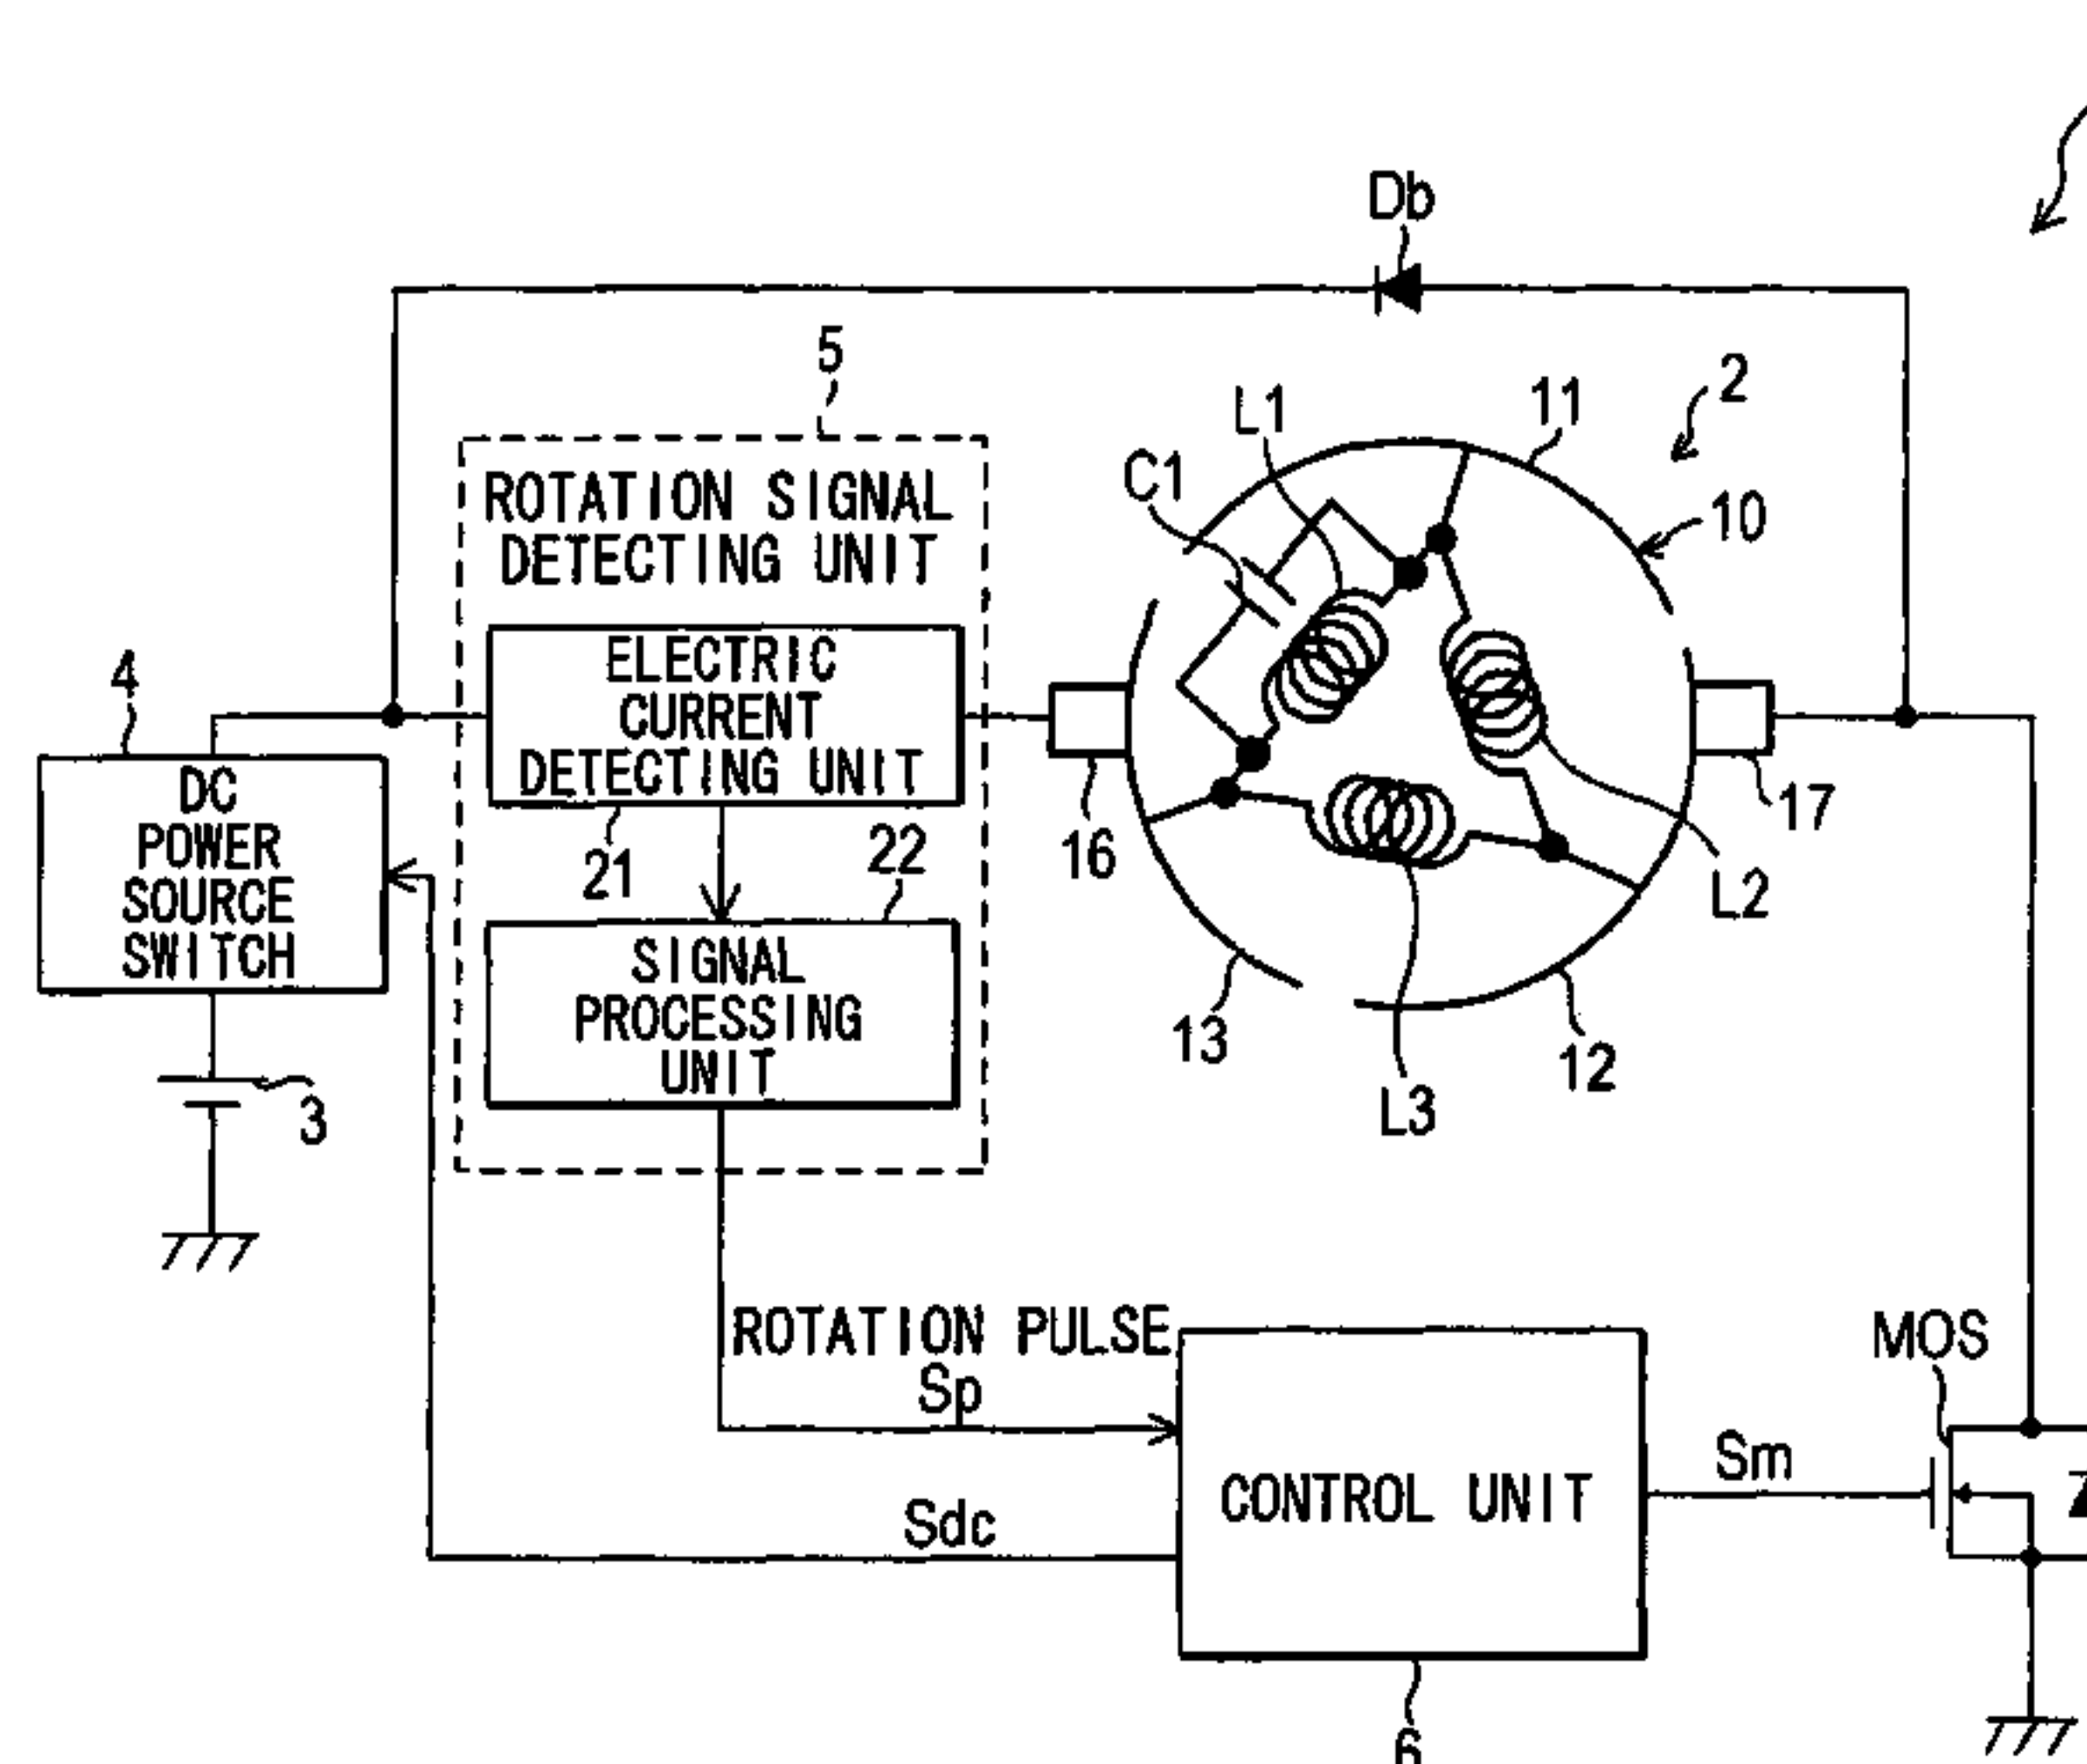 Db
5
2
L1
11
C1
10
ROTATION SIGNAL
DETECTING UNIT
4
ELECTRIC
CURRENT
DETECTING UNIT
DC
POWER
SOURCE
SWITCH
21
22
16
17
L2
SIGNAL
PROCESSING
UNIT
13
12
L3
3
ROTATION PULSE
Sp
MOS
Sm
CONTROL UNIT
Sdc
6